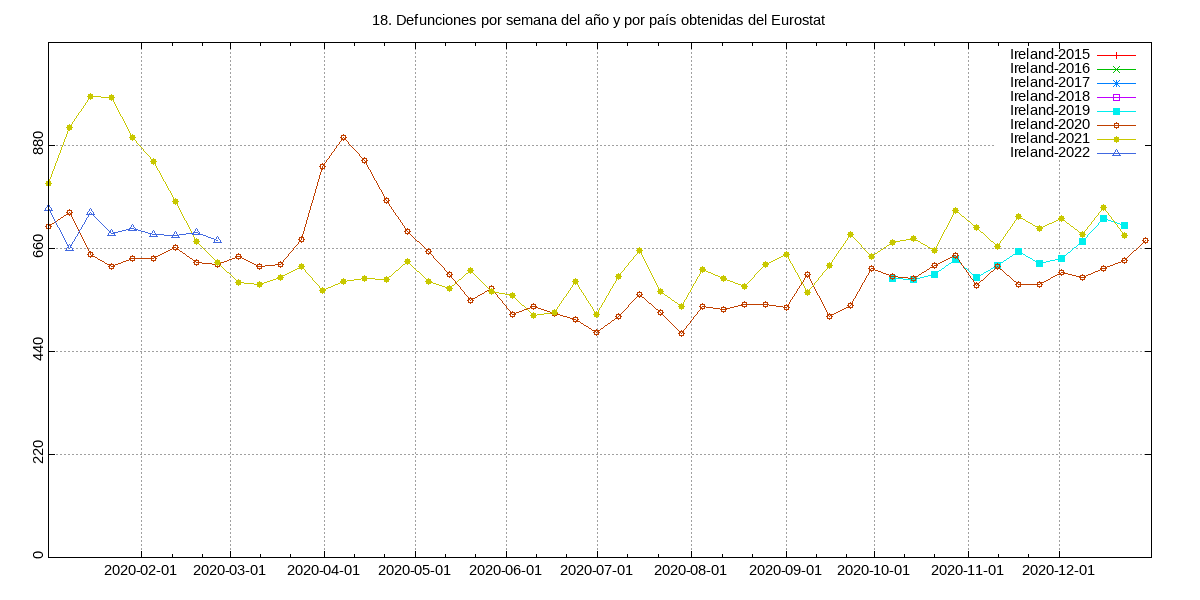 18. Defunciones por semana del año y por país obtenidas del Eurostat
Ireland-2015
Ireland-2016
Ireland-2017
Ireland-2018
Ireland-2019
Ireland-2020
Ireland-2021
Ireland-2022
880
660
440
220
0
2020-02-01 2020-03-01 2020-04-01 2020-05-01 2020-06-01 2020-07-01 2020-08-01 2020-09-01 2020-10-01 2020-11-01 2020-12-01